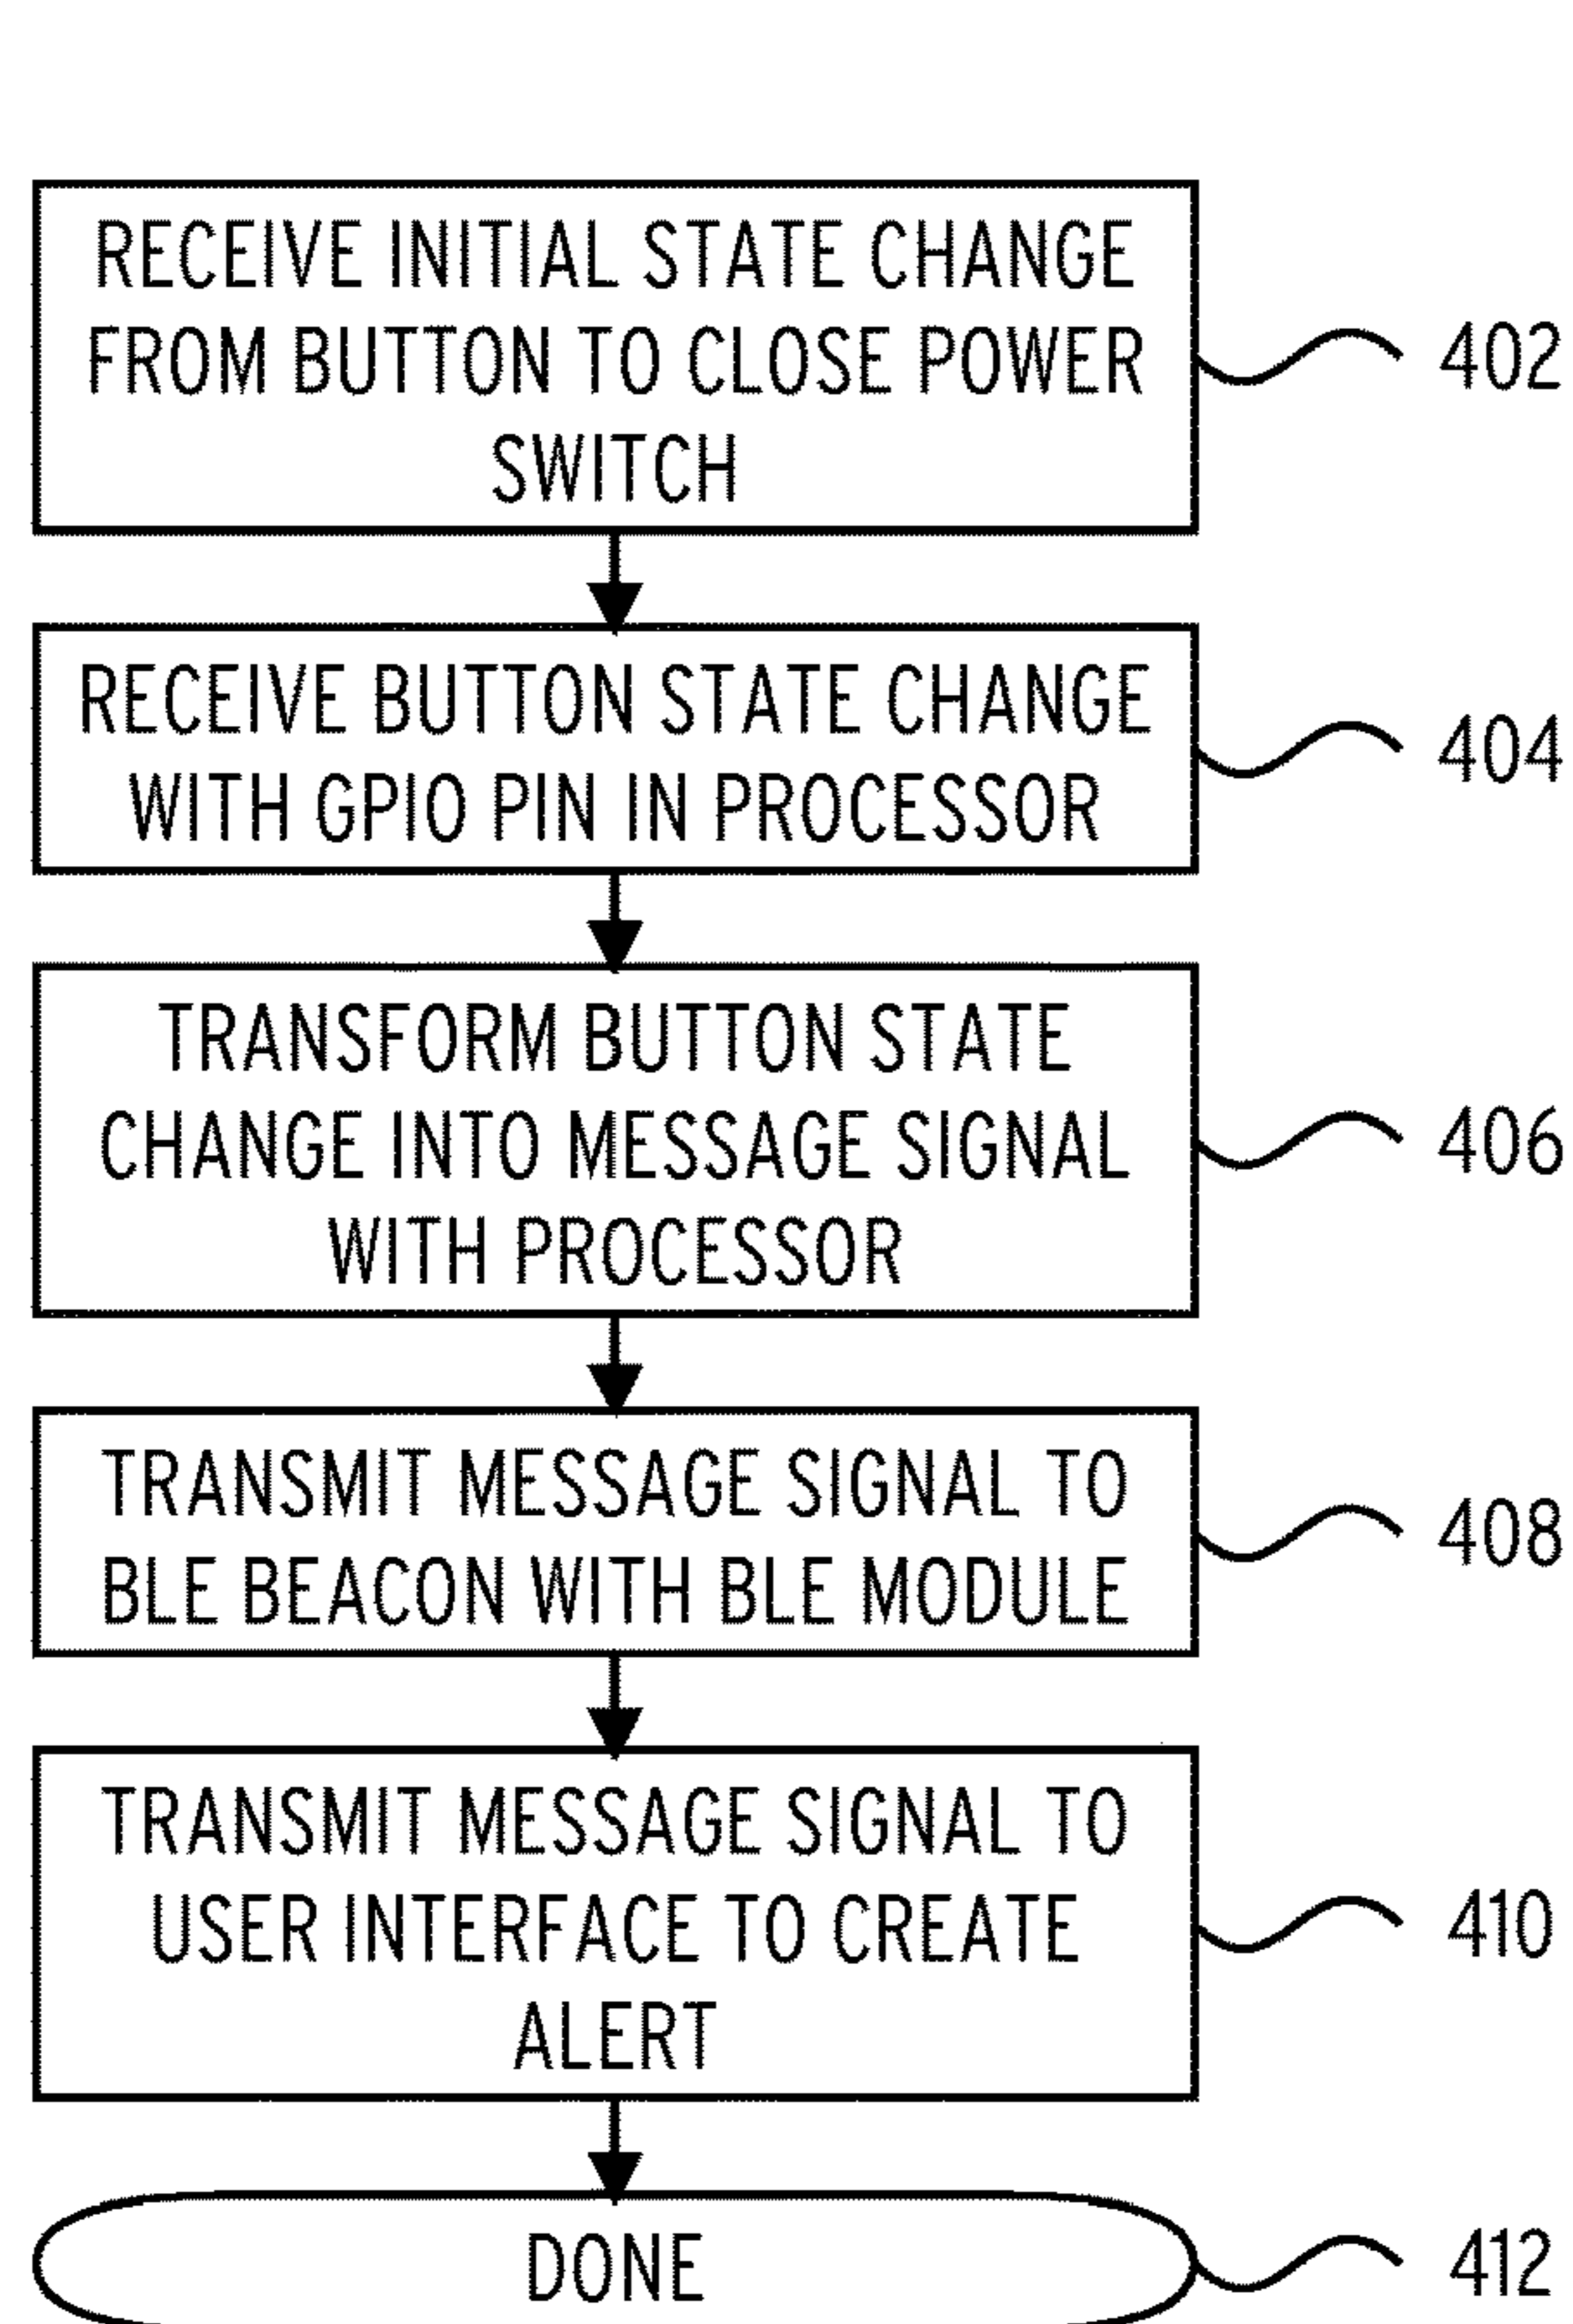 RECEIVE INITIAL STATE CHANGE
FROM BUTTON TO CLOSE POWER
SWITCH
402
RECEIVE BUTTON STATE CHANGE
WITH GPIO PIN IN PROCESSOR
404
TRANSFORM BUTTON STATE
CHANGE INTO MESSAGE SIGNAL
WITH PROCESSOR
406
TRANSMIT MESSAGE SIGNAL TO
BLE BEACON WITH BLE MODULE
408
TRANSMIT MESSAGE SIGNAL TO
USER INTERFACE TO CREATE
ALERT
410
DONE
412